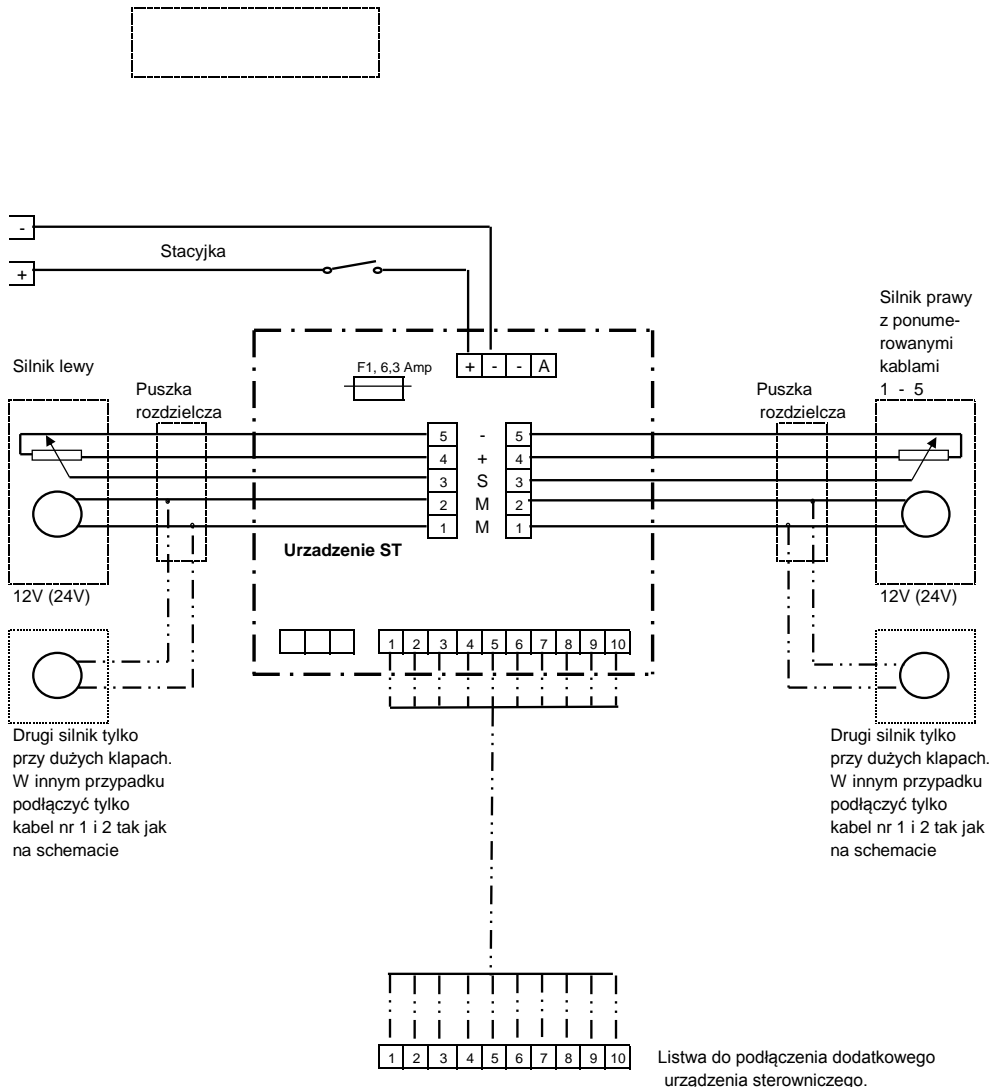 -
Stacyjka
+
Silnik prawy
z ponume-
rowanymi
kablami
1 - 5
Silnik lewy
F1, 6,3 Amp
+ - - A
Puszka
rozdzielcza
Puszka
rozdzielcza
5 - 5
4 + 4
3 S 3
2 M 2
1 M 1
Urzadzenie ST
12V (24V)
12V (24V)
1 2 3 4 5 6 7 8 9 10
Drugi silnik tylko
przy dużych klapach.
W innym przypadku
podłączyć tylko
kabel nr 1 i 2 tak jak
na schemacie
Drugi silnik tylko
przy dużych klapach.
W innym przypadku
podłączyć tylko
kabel nr 1 i 2 tak jak
na schemacie
1 2 3 4 5 6 7 8 9 10
Listwa do podłączenia dodatkowego
urządzenia sterowniczego.